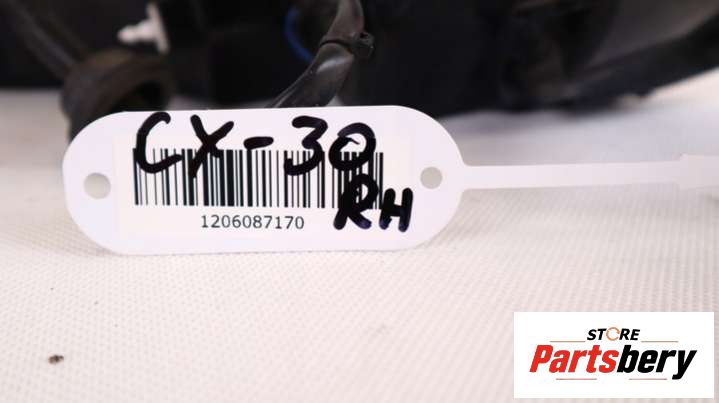 CX-30
RH
1206087170
STORE
Partsbery